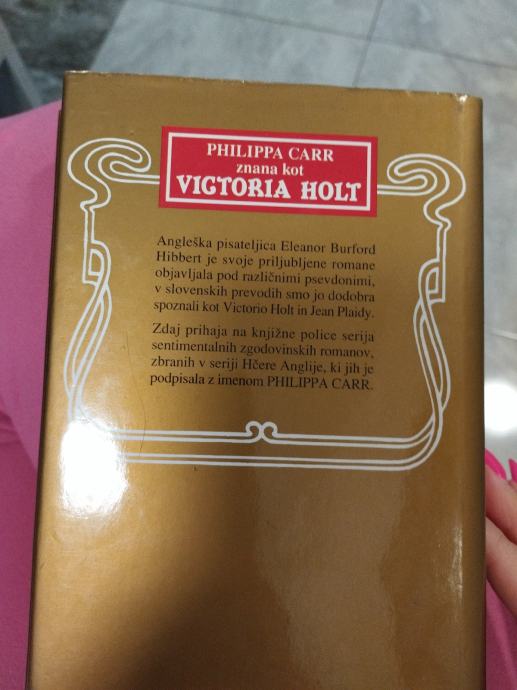 PHILIPPA CARR
znana kot
VICTORIA HOLT
Angleška pisateljica Eleanor Burford
Hibbert je svoje priljubljene romane
objavljala pod različnimi psevdonimi,
v slovenskih prevodih smo jo dodobra
spoznali kot Victorio Holt in Jean Plaidy.
Zdaj prihaja na knjižne police serija
sentimentalnih zgodovinskih romanov,
zbranih v seriji Hčere Anglije, ki jih je
podpisala z imenom PHILIPPA CARR.